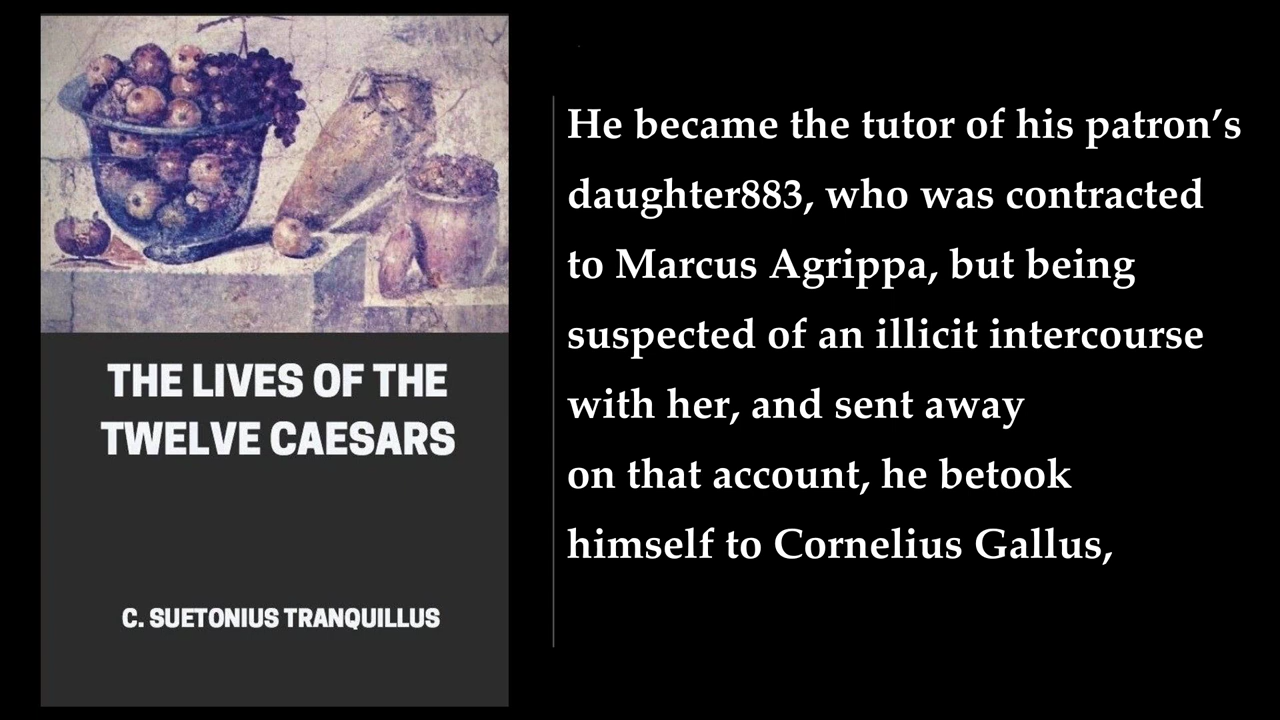 THE LIVES OF THE
TWELVE CAESARS
C. SUETONIUS TRANQUILLUS
He became the tutor of his patron’s
daughter883, who was contracted
to Marcus Agrippa, but being
suspected of an illicit intercourse
with her, and sent away
on that account, he betook
himself to Cornelius Gallus,